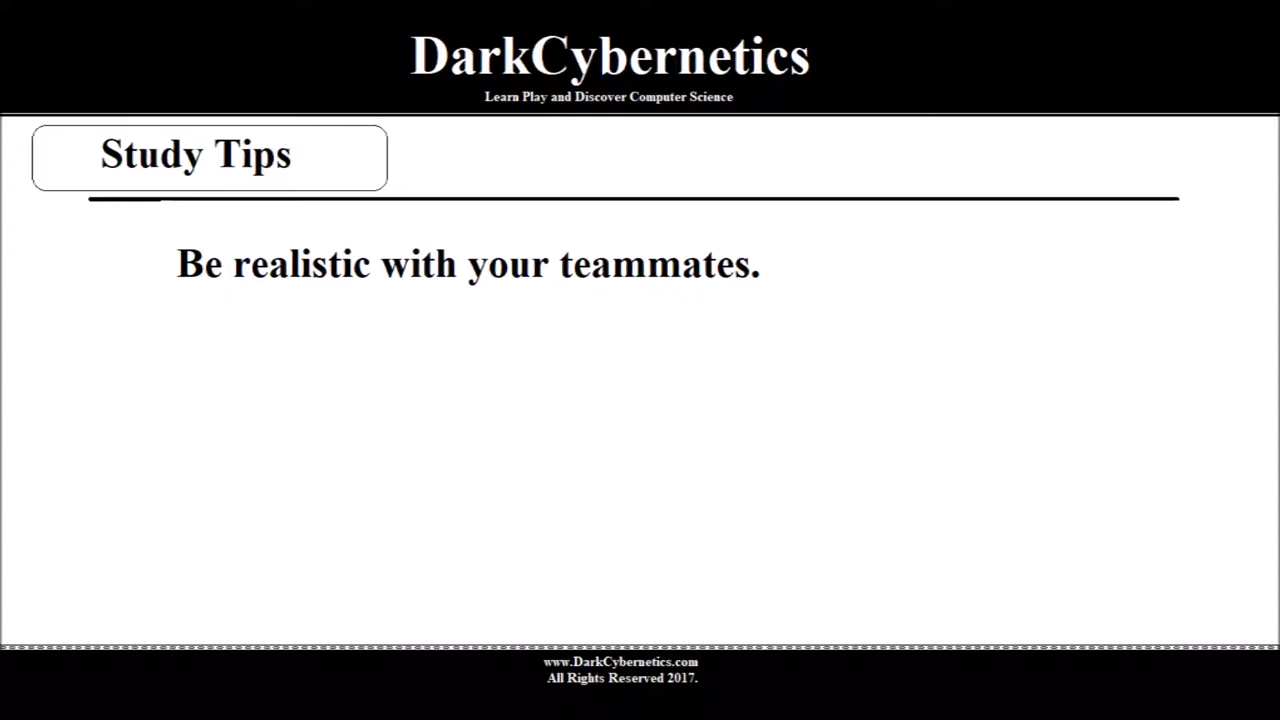 DarkCybernetics
Learn Play and Discover Computer Science
Study Tips
Be realistic with your teammates.
www.DarkCybernetics.com
All Rights Reserved 2017.